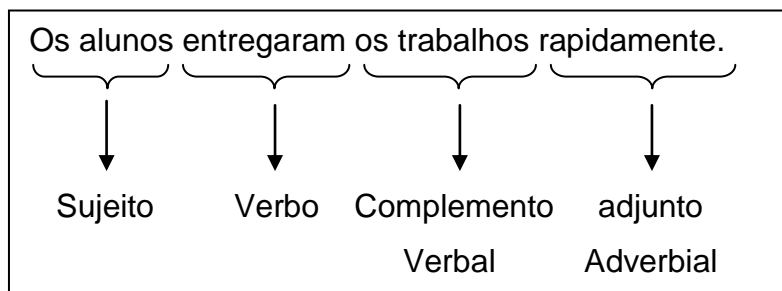 Os alunos entregaram os trabalhos rapidamente.
Sujeito Verbo Complemento adjunto
Verbal Adverbial